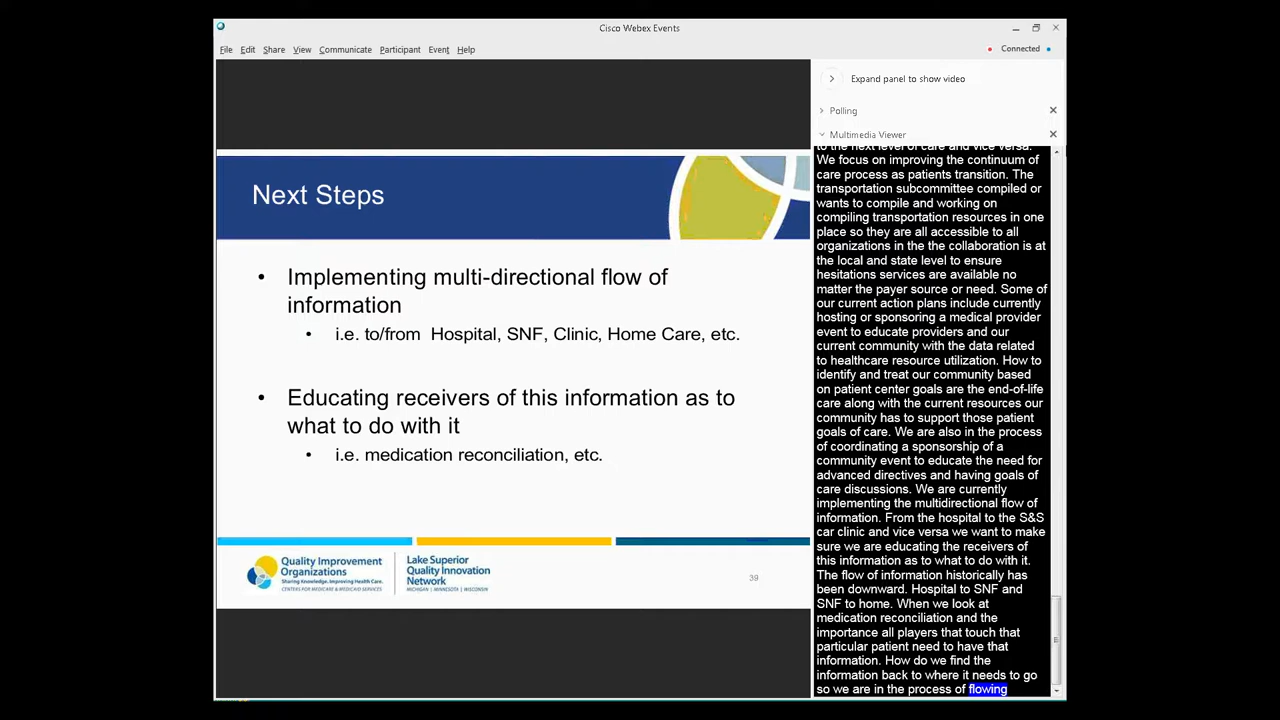 Cisco Webex Events
File Edit Share View Communicate Participant Event Help
Connected
Expand panel to show video
Polling
Multimedia Viewer
Next Steps
• Implementing multi-directional flow of
information
• i.e. to/from Hospital, SNF, Clinic, Home Care, etc.
• Educating receivers of this information as to
what to do with it
• i.e. medication reconciliation, etc.
Quality Improvement
Organizations
Sharing Knowledge. Improving Health Care.
CENTERS FOR MEDICARE & MEDICAID SERVICES
Lake Superior
Quality Innovation
Network
MICHIGAN | MINNESOTA | WISCONSIN
39
to the next level of care and vice versa.
We focus on improving the continuum of
care process as patients transition. The
transportation subcommittee compiled or
wants to compile and working on
compiling transportation resources in one
place so they are all accessible to all
organizations in the the collaboration is at
the local and state level to ensure
hesitations services are available no
matter the payer source or need. Some of
our current action plans include currently
hosting or sponsoring a medical provider
event to educate providers and our
current community with the data related
to healthcare resource utilization. How to
identify and treat our community based
on patient center goals are the end-of-life
care along with the current resources our
community has to support those patient
goals of care. We are also in the process
of coordinating a sponsorship of a
community event to educate the need for
advanced directives and having goals of
care discussions. We are currently
implementing the multidirectional flow of
information. From the hospital to the S&S
car clinic and vice versa we want to make
sure we are educating the receivers of
this information as to what to do with it.
The flow of information historically has
been downward. Hospital to SNF and
SNF to home. When we look at
medication reconciliation and the
importance all players that touch that
particular patient need to have that
information. How do we find the
information back to where it needs to go
so we are in the process of flowing